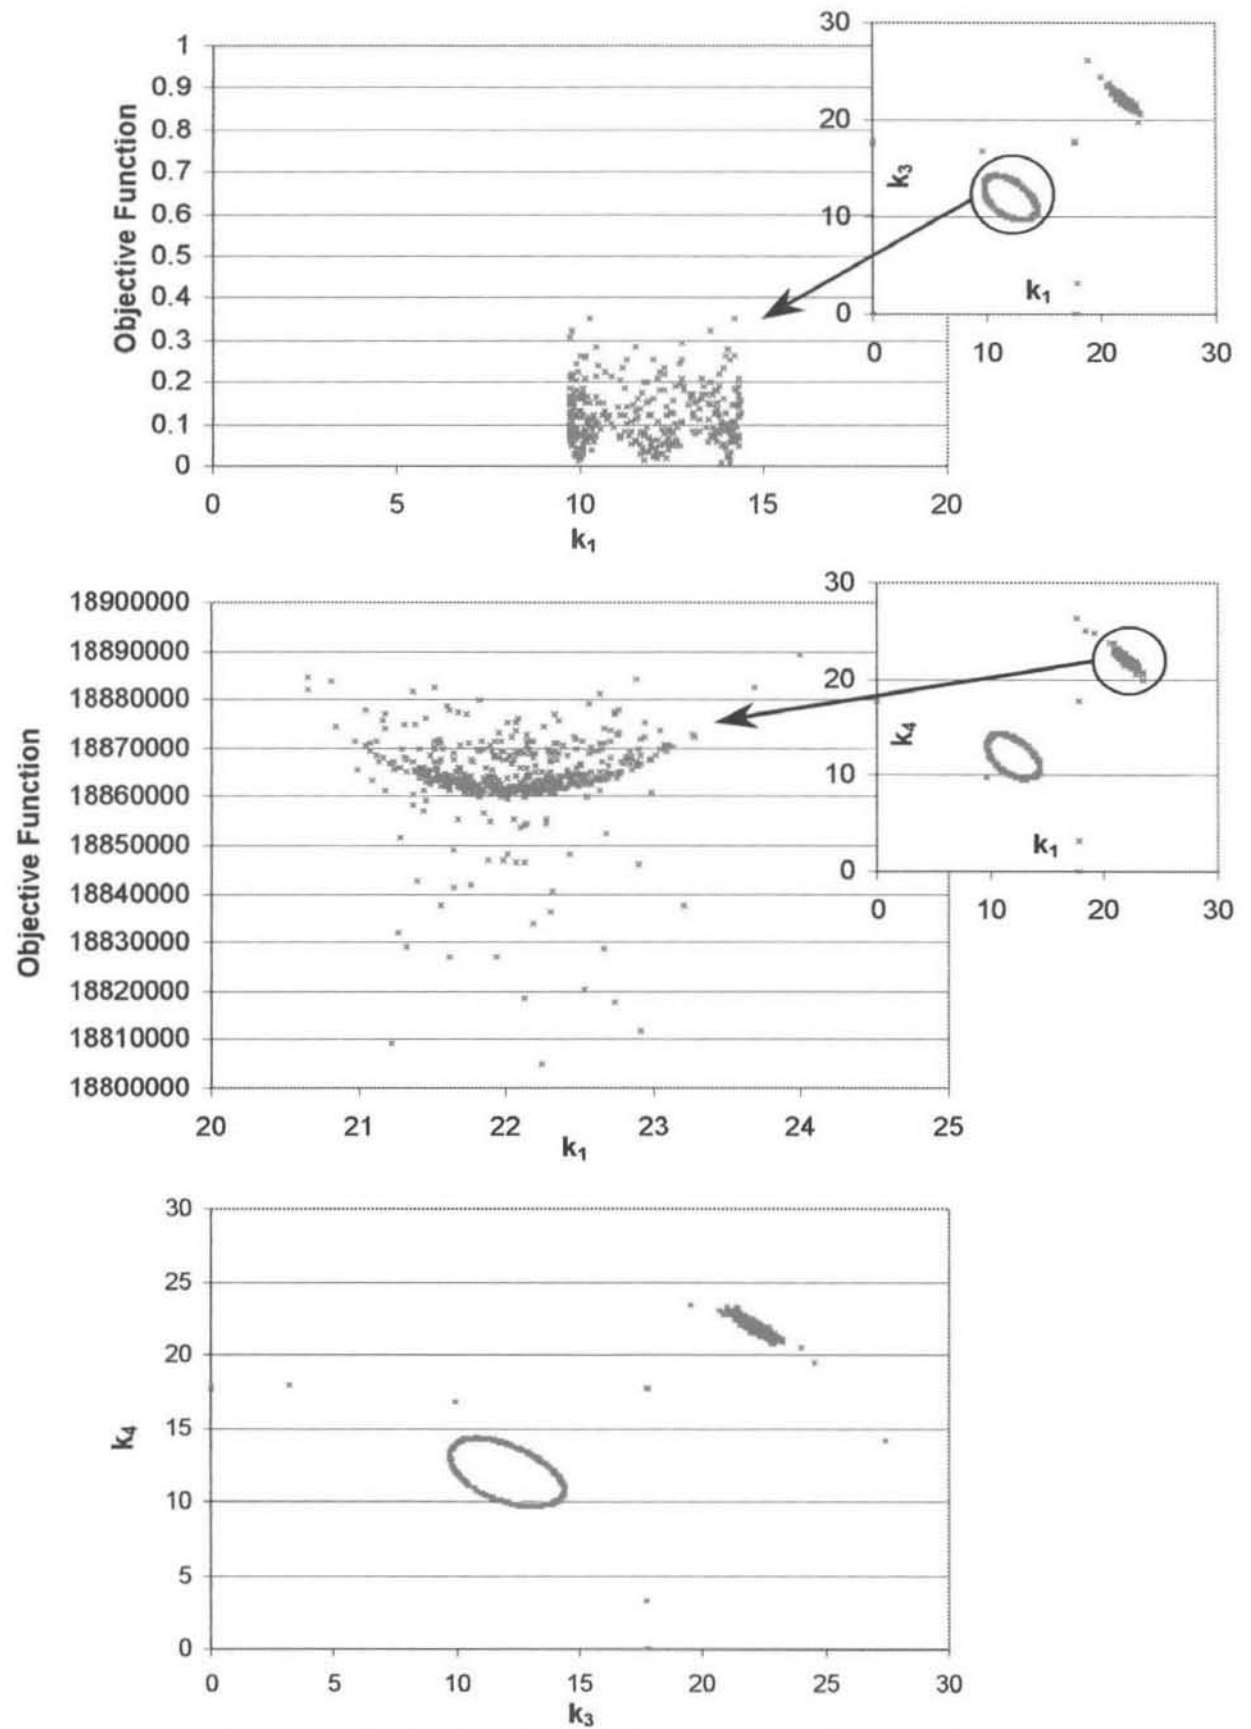 Objective Function
1
0.9
0.8
0.7
0.6
0.5
0.4
0.3
0.2
0.1
0
0 5 10 15 20
k₁
30
20
10
0
k₃
k₁
0 10 20 30
Objective Function
18900000
18890000
18880000
18870000
18860000
18850000
18840000
18830000
18820000
18810000
18800000
20 21 22 23 24 25
k₁
30
20
10
0
k₄
k₁
0 10 20 30
30
25
20
15
10
5
0
k₄
0 5 10 15 20 25 30
k₃